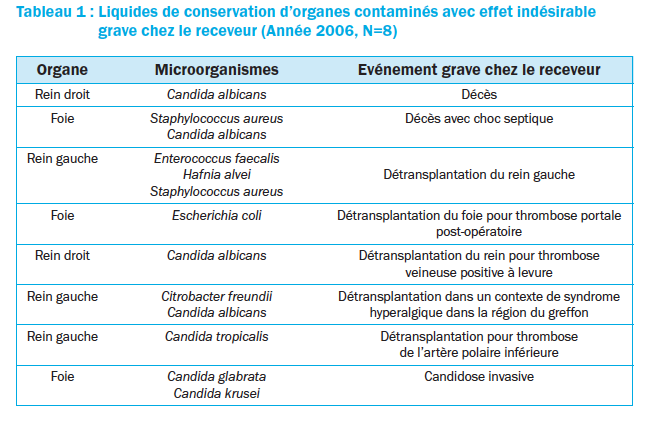 Tableau 1 : Liquides de conservation d’organes contaminés avec effet indésirable
grave chez le receveur (Année 2006, N=8)
Organe Microorganismes Evénement grave chez le receveur
Rein droit Candida albicans Décès
Foie Staphylococcus aureus Décès avec choc septique
Candida albicans
Rein gauche Enterococcus faecalis
Hafnia alvei Détransplantation du rein gauche
Staphylococcus aureus
Foie Escherichia coli Détransplantation du foie pour thrombose portale
post-opératoire
Rein droit Candida albicans Détransplantation du rein pour thrombose
veineuse positive à levure
Rein gauche Citrobacter freundii Détransplantation dans un contexte de syndrome
Candida albicans hyperalgique dans la région du greffon
Rein gauche Candida tropicalis Détransplantation pour thrombose
de l’artère polaire inférieure
Foie Candida glabrata Candidose invasive
Candida krusei